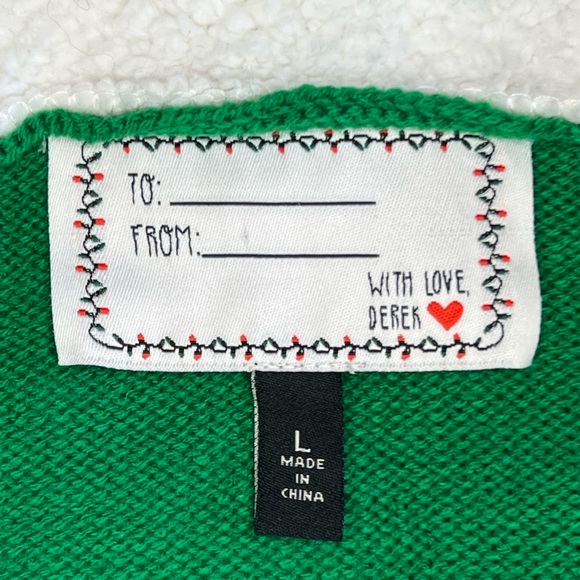 TO:
FROM:
WITH LOVE,
DEREK
L
MADE
IN
CHINA